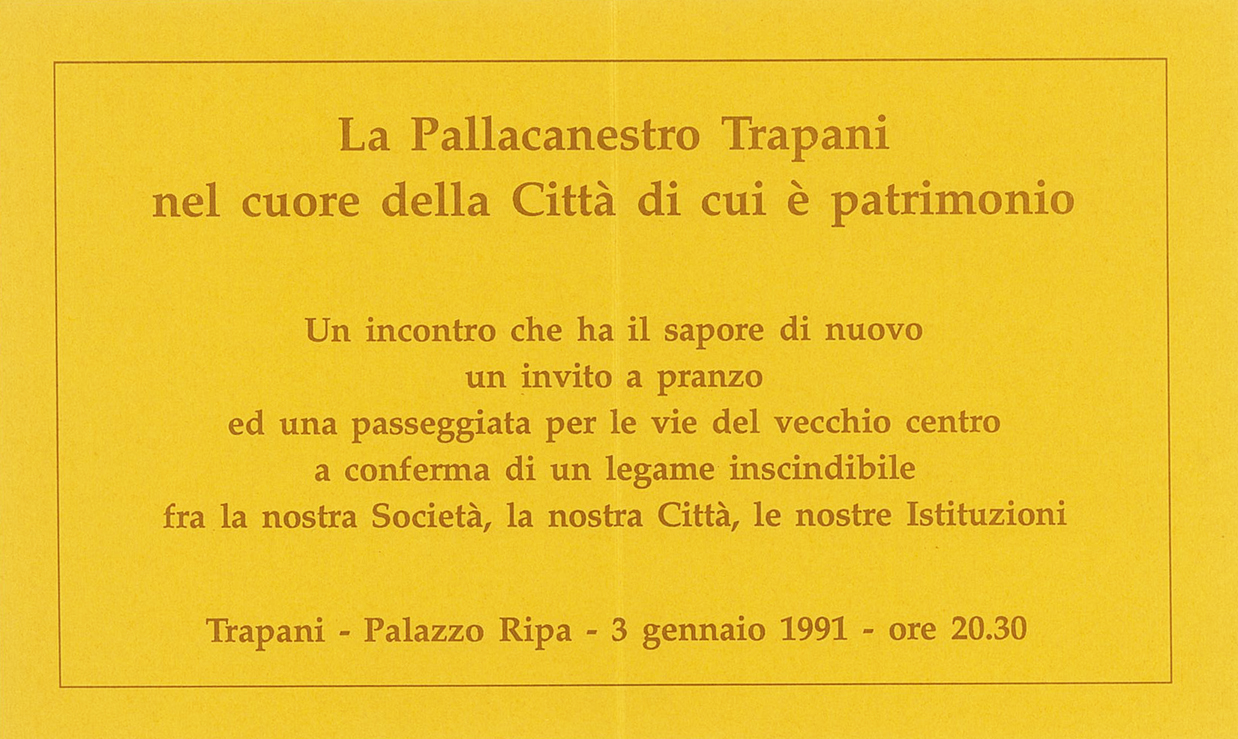 La Pallacanestro Trapani
nel cuore della Città di cui è patrimonio
Un incontro che ha il sapore di nuovo
un invito a pranzo
ed una passeggiata per le vie del vecchio centro
a conferma di un legame inscindibile
fra la nostra Società, la nostra Città, le nostre Istituzioni
Trapani - Palazzo Ripa - 3 gennaio 1991 - ore 20.30